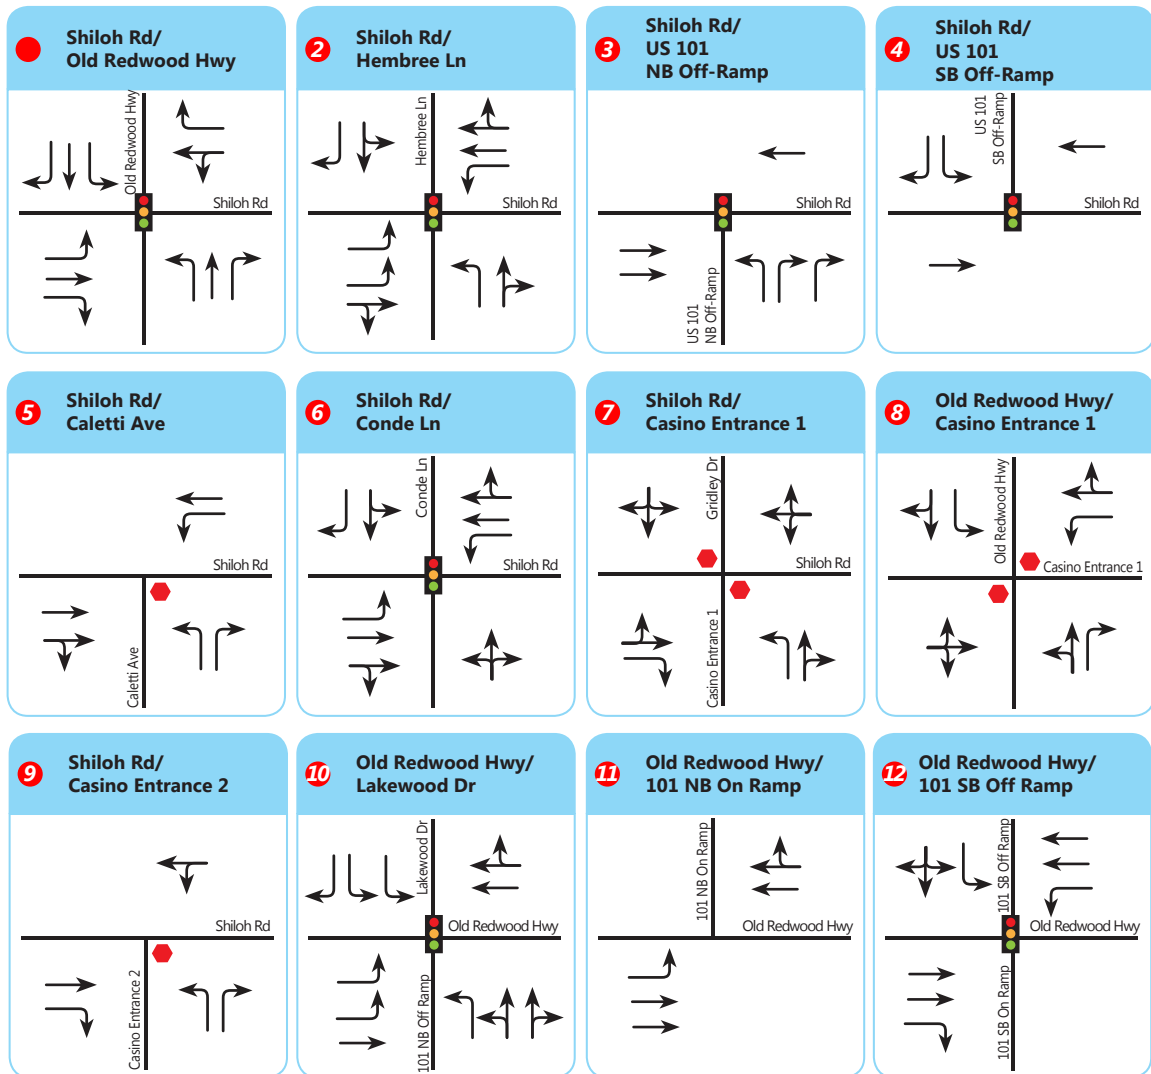 Shiloh Rd/
Old Redwood Hwy
Old Redwood Hwy
Shiloh Rd
2
Shiloh Rd/
Hembree Ln
Hembree Ln
Shiloh Rd
3
Shiloh Rd/
US 101
NB Off-Ramp
Shiloh Rd
US 101
NB Off-Ramp
4
Shiloh Rd/
US 101
SB Off-Ramp
US 101
SB Off-Ramp
Shiloh Rd
5
Shiloh Rd/
Caletti Ave
Shiloh Rd
Caletti Ave
6
Shiloh Rd/
Conde Ln
Conde Ln
Shiloh Rd
7
Shiloh Rd/
Casino Entrance 1
Gridley Dr
Shiloh Rd
Casino Entrance 1
8
Old Redwood Hwy/
Casino Entrance 1
Old Redwood Hwy
Casino Entrance 1
9
Shiloh Rd/
Casino Entrance 2
Shiloh Rd
Casino Entrance 2
10
Old Redwood Hwy/
Lakewood Dr
Lakewood Dr
Old Redwood Hwy
101 NB Off Ramp
11
Old Redwood Hwy/
101 NB On Ramp
101 NB On Ramp
Old Redwood Hwy
12
Old Redwood Hwy/
101 SB Off Ramp
101 SB Off Ramp
Old Redwood Hwy
101 SB On Ramp